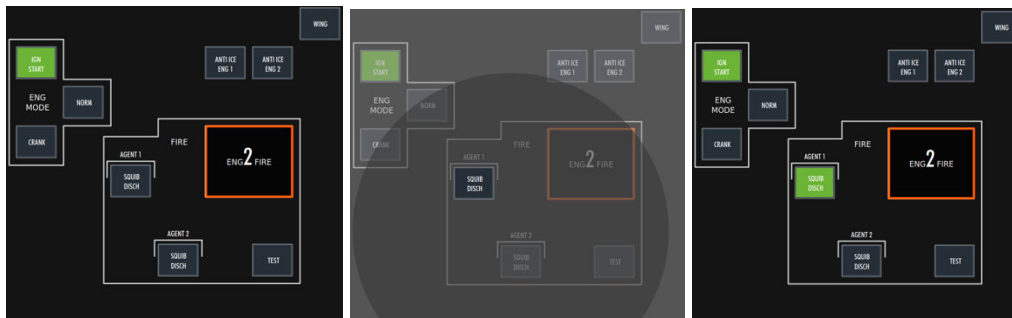 WING
IGN
START
ANTI ICE
ENG 1
ANTI ICE
ENG 2
ENG
MODE
NORM
CRANK
FIRE
AGENT 1
SQUIB
DISCH
ENG 2 FIRE
AGENT 2
SQUIB
DISCH
TEST
WING
IGN
START
ANTI ICE
ENG 1
ANTI ICE
ENG 2
ENG
MODE
NORM
CRANK
FIRE
AGENT 1
SQUIB
DISCH
ENG 2 FIRE
AGENT 2
SQUIB
DISCH
TEST
WING
IGN
START
ANTI ICE
ENG 1
ANTI ICE
ENG 2
ENG
MODE
NORM
CRANK
FIRE
AGENT 1
SQUIB
DISCH
ENG 2 FIRE
AGENT 2
SQUIB
DISCH
TEST